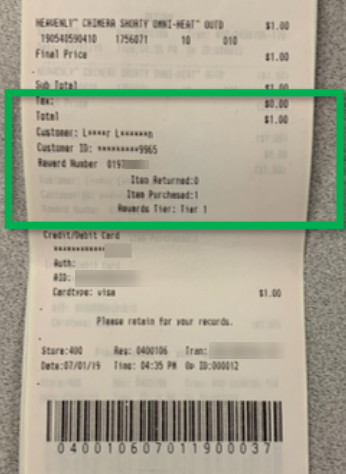 HEAVENLY™ CHIMERA SHORTY OMNI-HEAT™ OUTD $1.00
190540590410 1756071 10 010
Final Price $1.00
Sub Total $1.00
Tax: $0.00
Total $1.00
Customer: L****r L******n
Customer ID: *********9965
Reward Number 019
Item Returned:0
Item Purchased:1
Rewards Tier: Tier 1
Credit/Debit Card
Auth:
AID:
Cardtype: visa $1.00
Please retain for your records.
Store:400 Reg: 0400106 Tran:
Date:07/01/19 Time: 04:35 PM Op ID:000012
040010607011900037